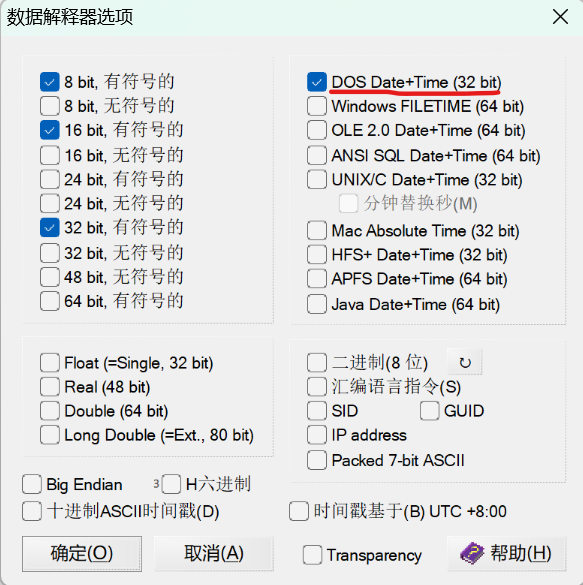 数据解释器选项
8 bit, 有符号的
8 bit, 无符号的
16 bit, 有符号的
16 bit, 无符号的
24 bit, 有符号的
24 bit, 无符号的
32 bit, 有符号的
32 bit, 无符号的
48 bit, 无符号的
64 bit, 有符号的
DOS Date+Time (32 bit)
Windows FILETIME (64 bit)
OLE 2.0 Date+Time (64 bit)
ANSI SQL Date+Time (64 bit)
UNIX/C Date+Time (32 bit)
分钟替换秒(M)
Mac Absolute Time (32 bit)
HFS+ Date+Time (32 bit)
APFS Date+Time (64 bit)
Java Date+Time (64 bit)
Float (=Single, 32 bit)
Real (48 bit)
Double (64 bit)
Long Double (=Ext., 80 bit)
二进制(8 位)
汇编语言指令(S)
SID GUID
IP address
Packed 7-bit ASCII
Big Endian 3 H六进制
十进制ASCII时间戳(D) 时间戳基于(B) UTC +8:00
确定(O) 取消(A) Transparency 帮助(H)